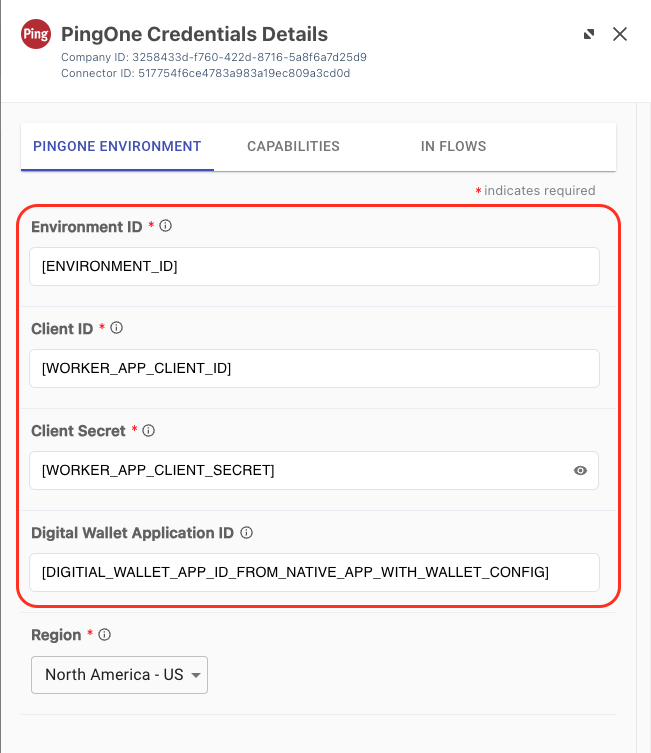 Ping
PingOne Credentials Details
Company ID: 3258433d-f760-422d-8716-5a8f6a7d25d9
Connector ID: 517754f6ce4783a983a19ec809a3cd0d
PINGONE ENVIRONMENT CAPABILITIES IN FLOWS
* indicates required
Environment ID *
[ENVIRONMENT_ID]
Client ID *
[WORKER_APP_CLIENT_ID]
Client Secret *
[WORKER_APP_CLIENT_SECRET]
Digital Wallet Application ID
[DIGITIAL_WALLET_APP_ID_FROM_NATIVE_APP_WITH_WALLET_CONFIG]
Region *
North America - US